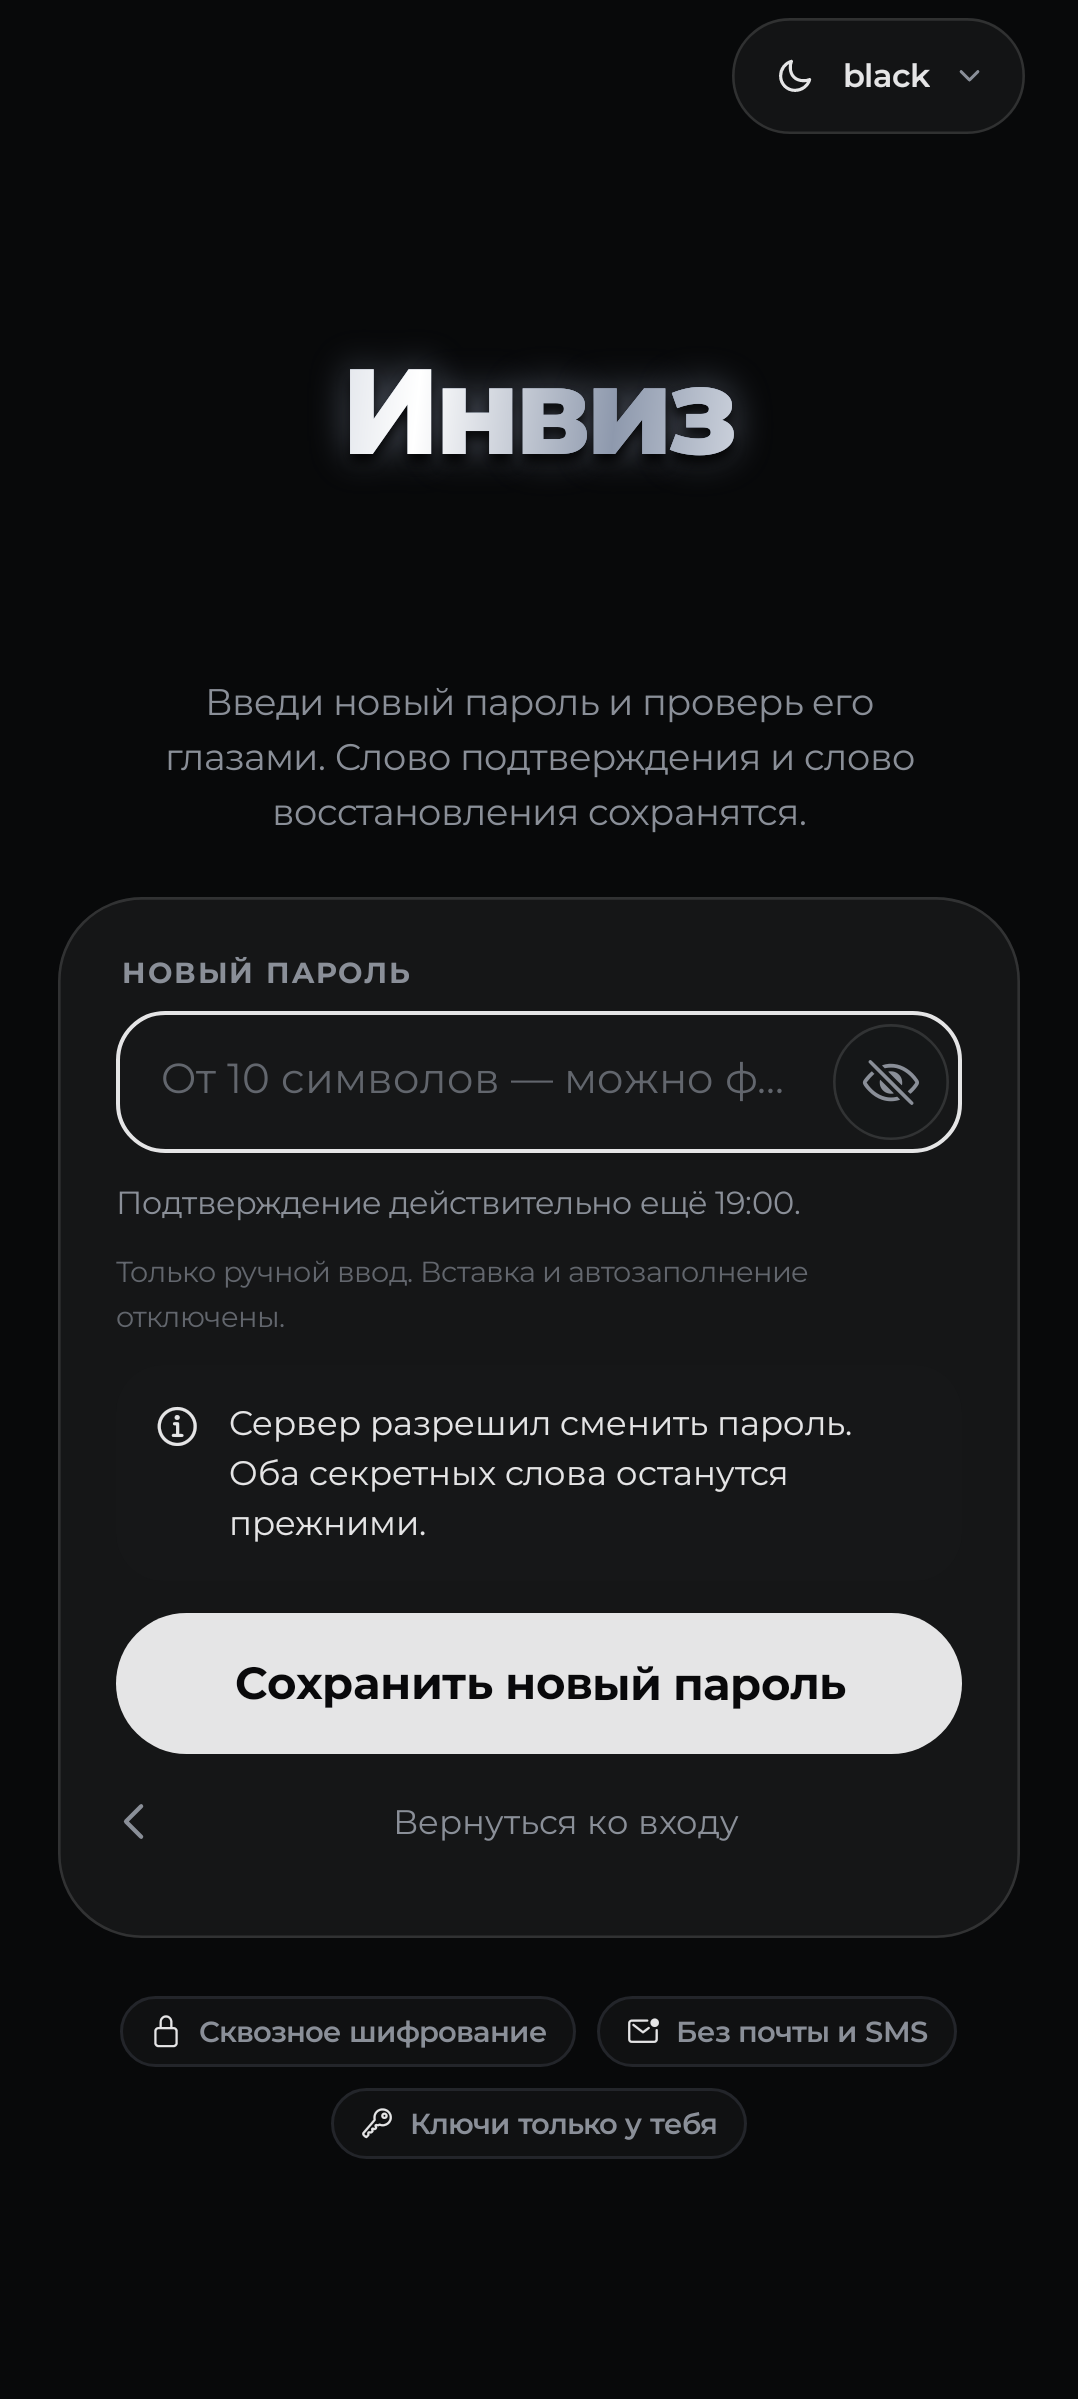 black
Инвиз
Введи новый пароль и проверь его
глазами. Слово подтверждения и слово
восстановления сохранятся.
НОВЫЙ ПАРОЛЬ
От 10 символов — можно ф...
Подтверждение действительно ещё 19:00.
Только ручной ввод. Вставка и автозаполнение
отключены.
Сервер разрешил сменить пароль.
Оба секретных слова останутся
прежними.
Сохранить новый пароль
Вернуться ко входу
Сквозное шифрование
Без почты и SMS
Ключи только у тебя